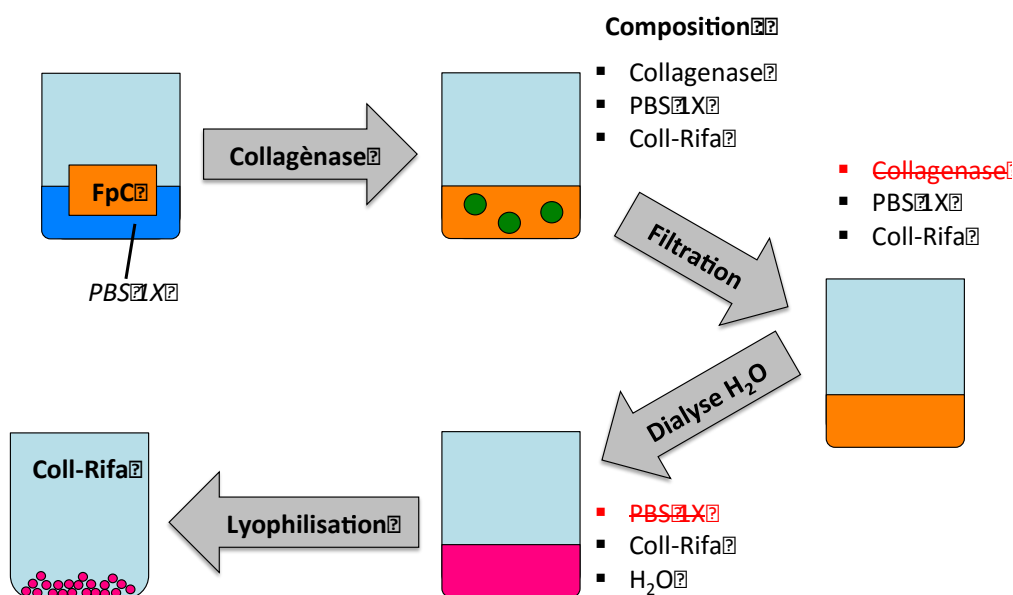 Composition
▪ Collagenase
▪ PBS 1X
▪ Coll-Rifa
FpC
PBS 1X
Collagènase
Filtration
▪ Collagenase
▪ PBS 1X
▪ Coll-Rifa
Dialyse H₂O
▪ PBS 1X
▪ Coll-Rifa
▪ H₂O
Lyophilisation
Coll-Rifa